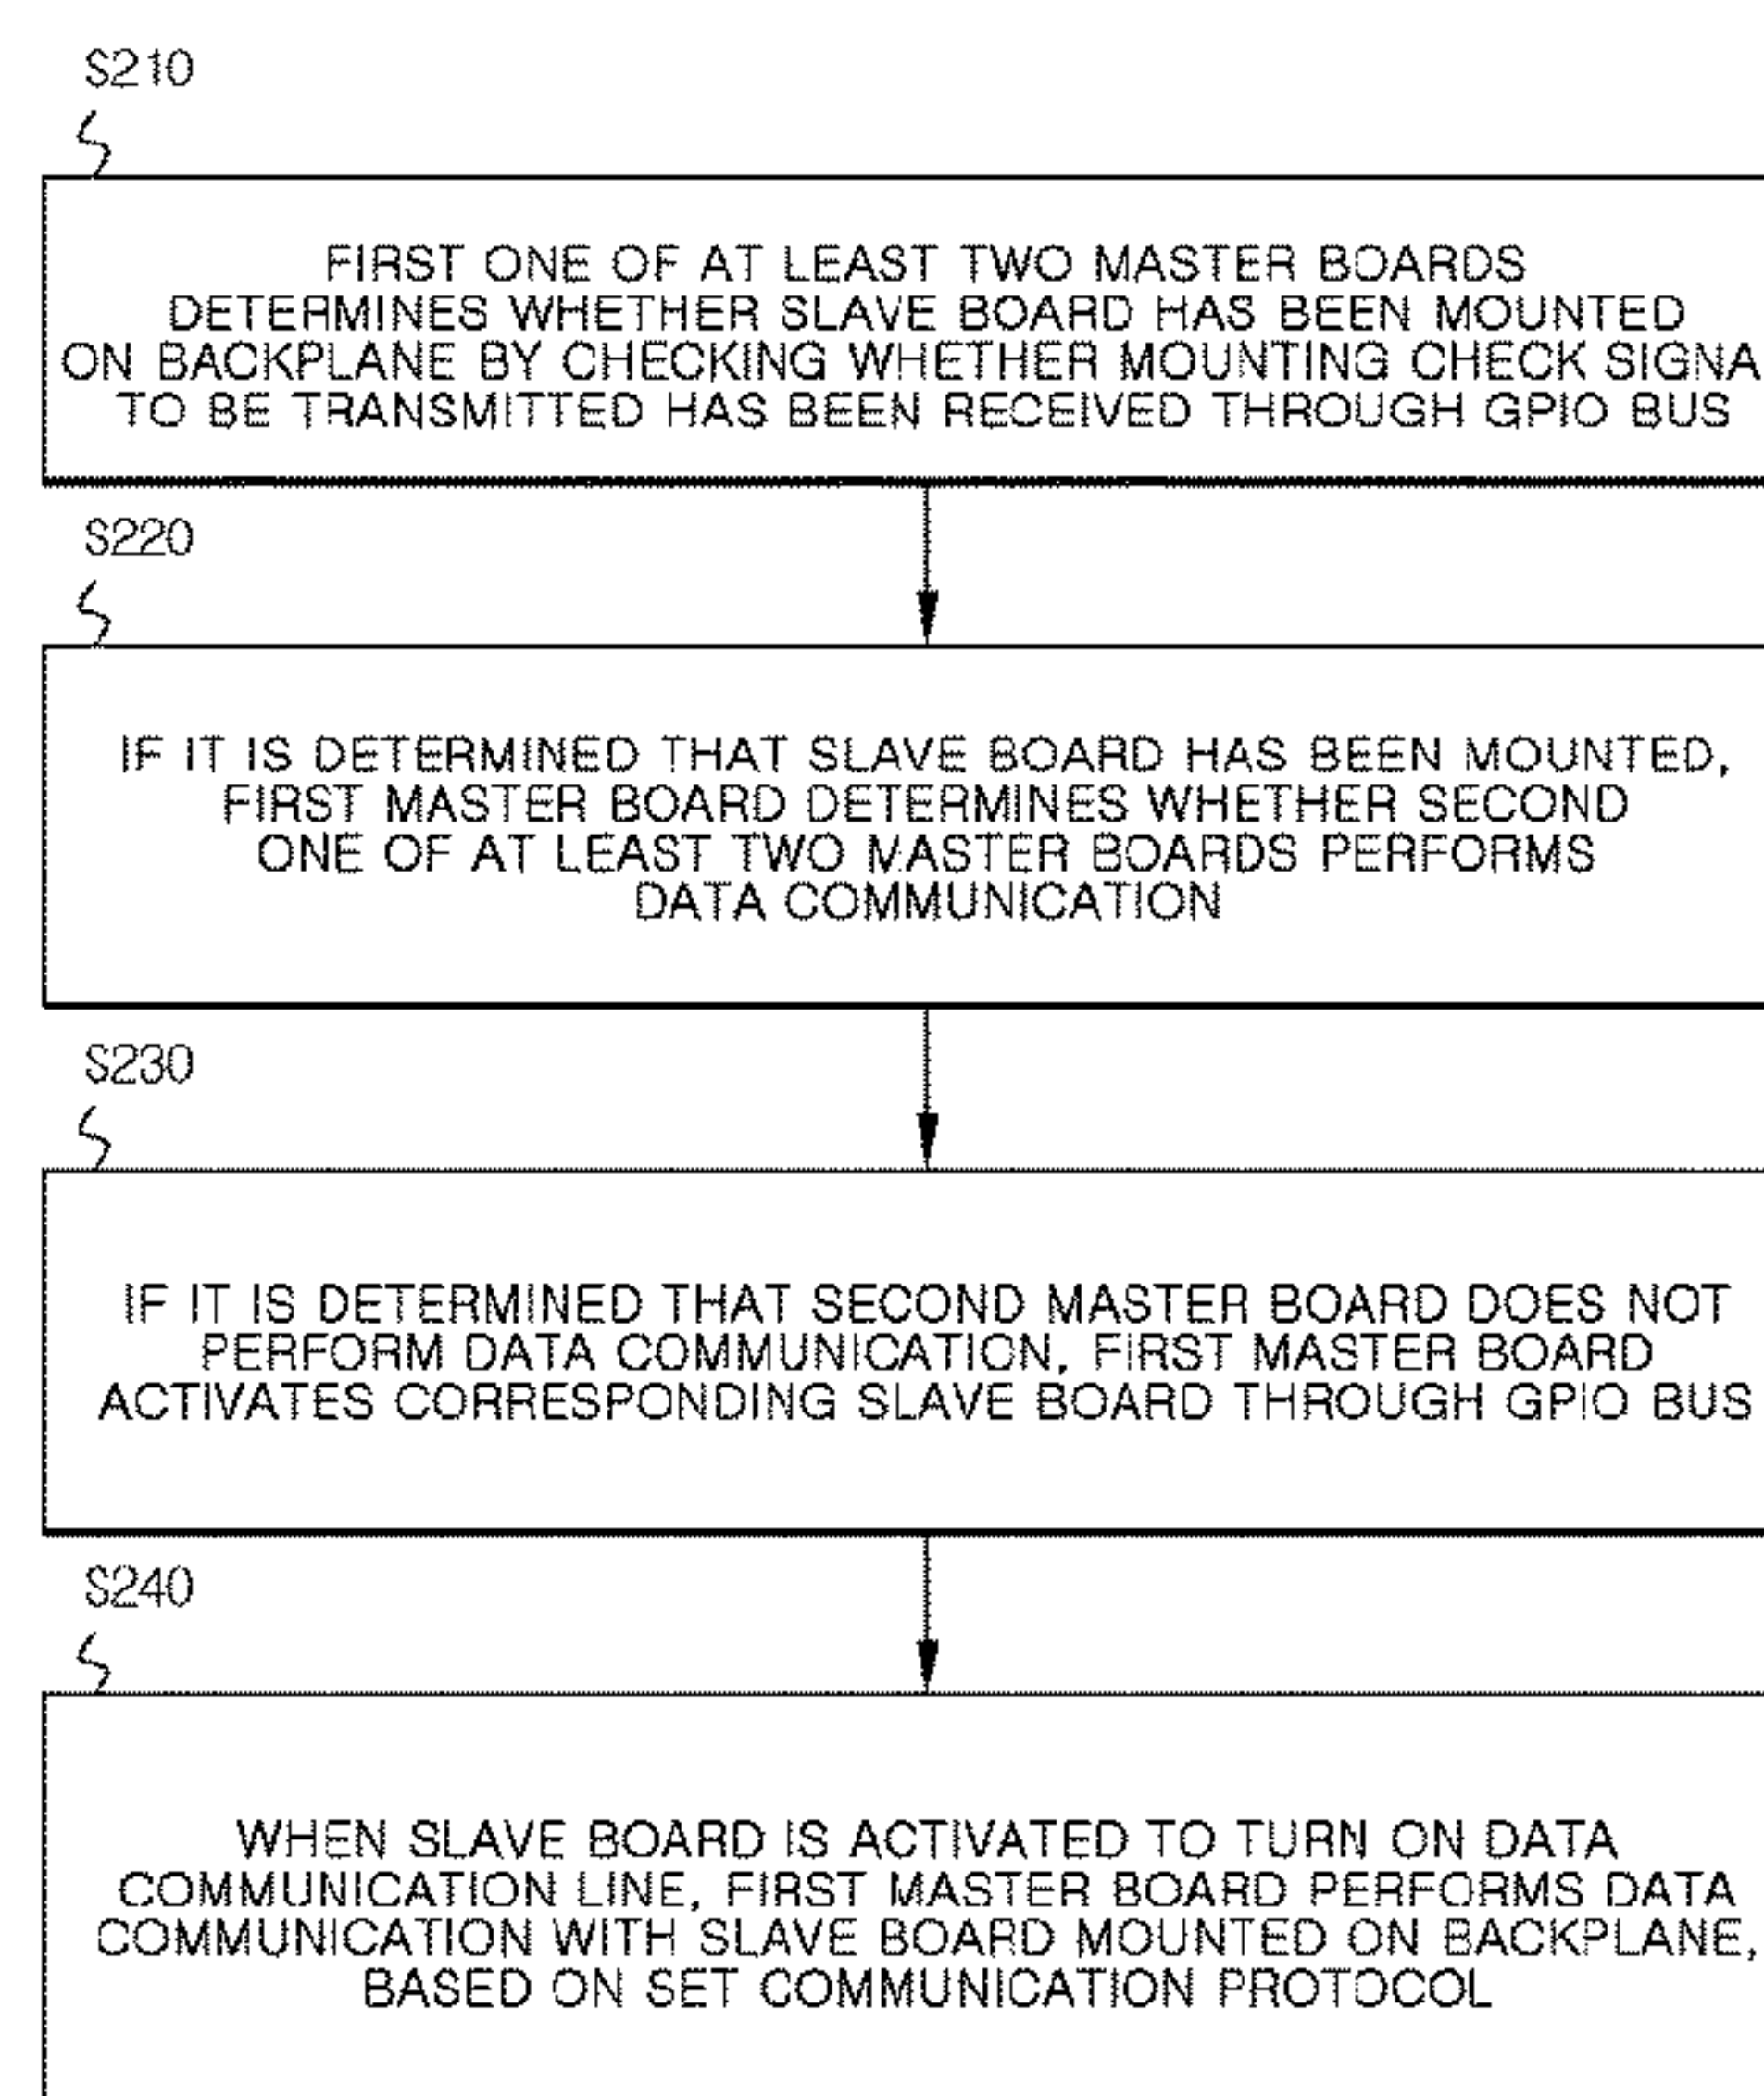 S210
FIRST ONE OF AT LEAST TWO MASTER BOARDS
DETERMINES WHETHER SLAVE BOARD HAS BEEN MOUNTED
ON BACKPLANE BY CHECKING WHETHER MOUNTING CHECK SIGNA
TO BE TRANSMITTED HAS BEEN RECEIVED THROUGH GPIO BUS
S220
IF IT IS DETERMINED THAT SLAVE BOARD HAS BEEN MOUNTED,
FIRST MASTER BOARD DETERMINES WHETHER SECOND
ONE OF AT LEAST TWO MASTER BOARDS PERFORMS
DATA COMMUNICATION
S230
IF IT IS DETERMINED THAT SECOND MASTER BOARD DOES NOT
PERFORM DATA COMMUNICATION, FIRST MASTER BOARD
ACTIVATES CORRESPONDING SLAVE BOARD THROUGH GPIO BUS
S240
WHEN SLAVE BOARD IS ACTIVATED TO TURN ON DATA
COMMUNICATION LINE, FIRST MASTER BOARD PERFORMS DATA
COMMUNICATION WITH SLAVE BOARD MOUNTED ON BACKPLANE,
BASED ON SET COMMUNICATION PROTOCOL